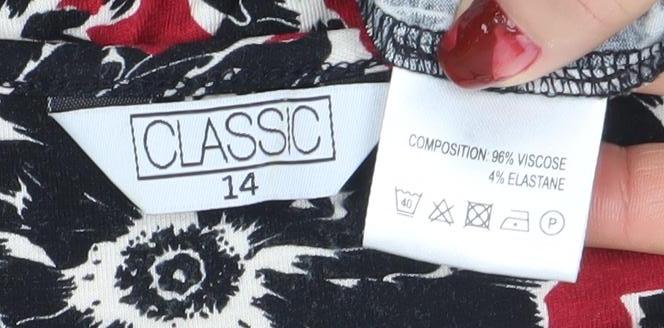 CLASSIC
14
COMPOSITION: 96% VISCOSE
4% ELASTANE
40 P